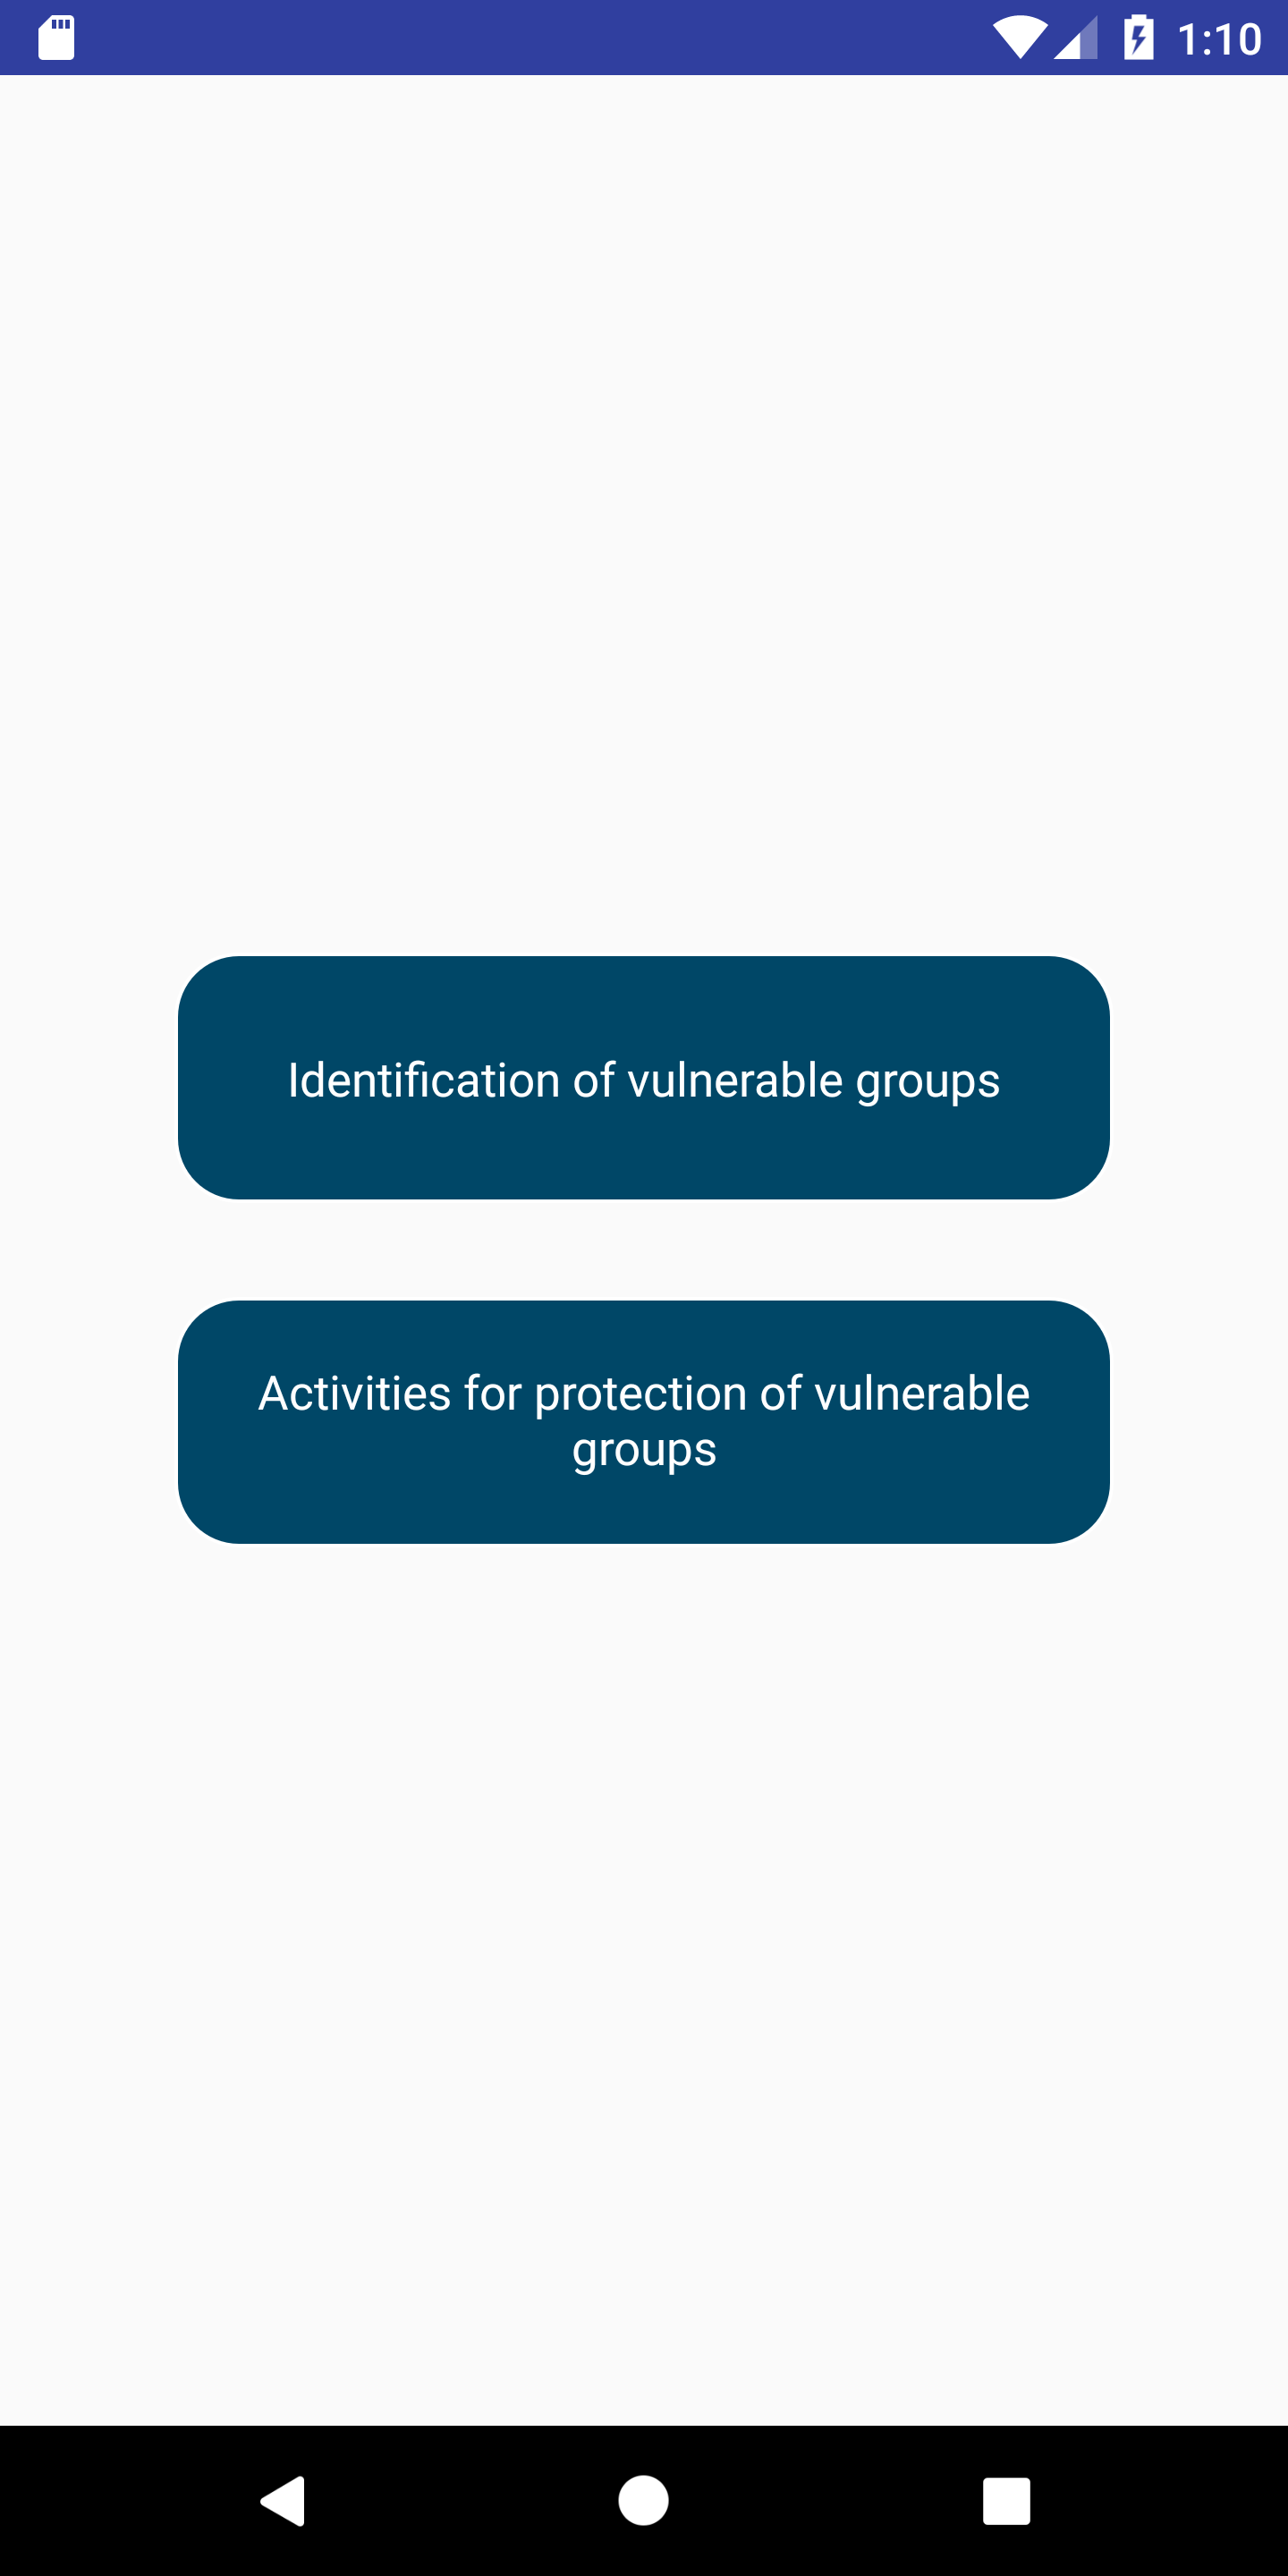 1:10
Identification of vulnerable groups
Activities for protection of vulnerable
groups